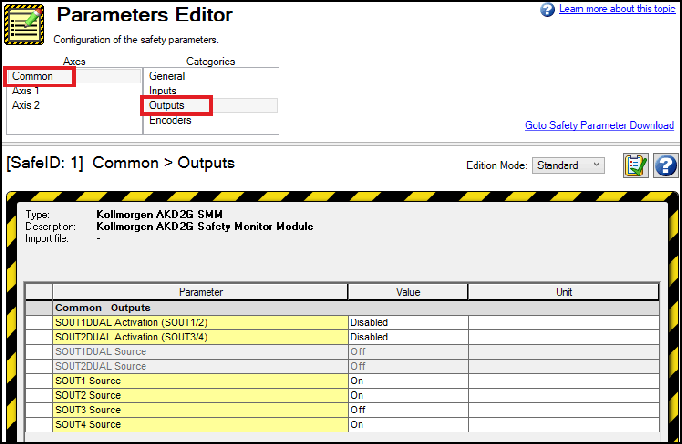 Parameters Editor
Learn more about this topic
Configuration of the safety parameters.
Axes Categories
Common General
Axis 1 Inputs
Axis 2 Outputs
Encoders
Goto Safety Parameter Download
[SafeID: 1] Common > Outputs
Edition Mode: Standard
Type: Kollmorgen AKD2G SMM
Description: Kollmorgen AKD2G Safety Monitor Module
Import file: -
Parameter Value Unit
Common Outputs
SOUT1DUAL Activation (SOUT1/2) Disabled
SOUT2DUAL Activation (SOUT3/4) Disabled
SOUT1DUAL Source Off
SOUT2DUAL Source Off
SOUT1 Source On
SOUT2 Source On
SOUT3 Source Off
SOUT4 Source On